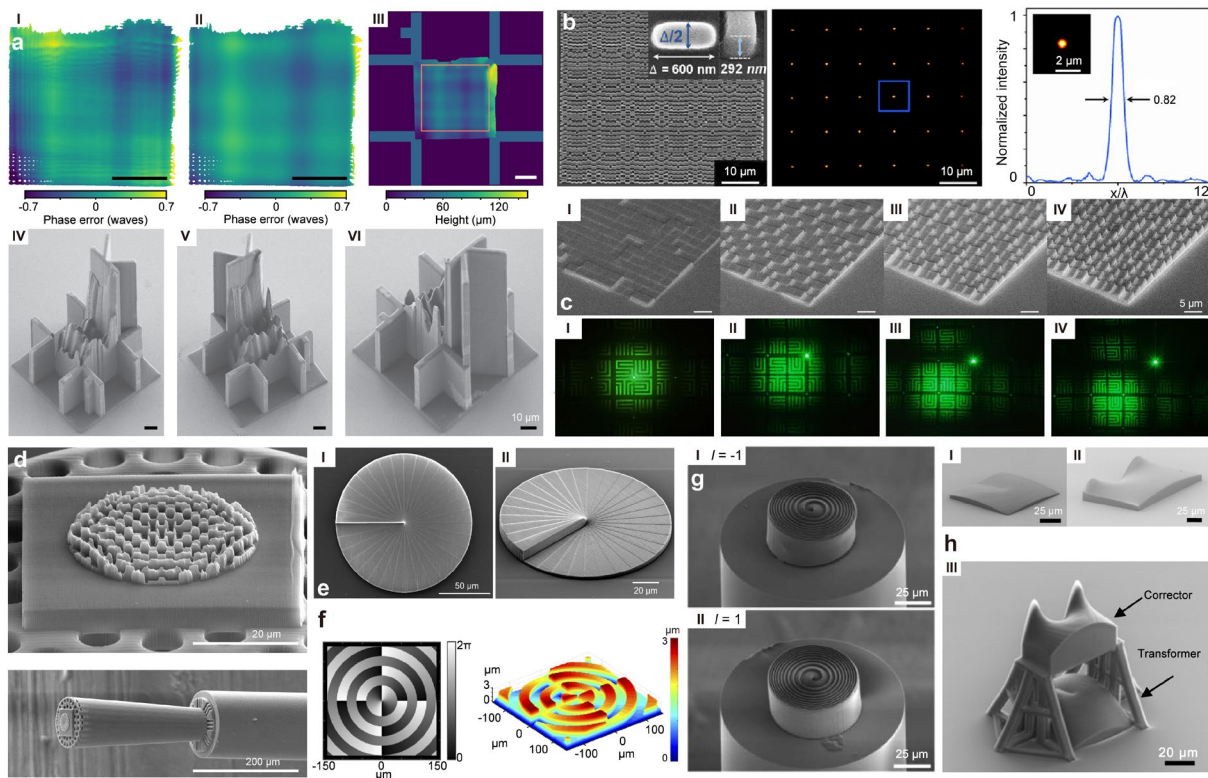 a
I
II
III
-0.7
0.7
Phase error (waves)
-0.7
0.7
Phase error (waves)
0
60
120
Height (μm)
IV
V
VI
10 μm
b
Δ/2
Δ = 600 nm
292 nm
10 μm
10 μm
Normalized intensity
1
0
2 μm
0.82
0
x/λ
12
I
II
III
IV
c
5 μm
I
II
III
IV
d
20 μm
200 μm
I
II
e
50 μm
20 μm
f
2π
0
-150
150
μm
μm
3
μm
3
0
0
-100
0
100
μm
-100
0
100
μm
g
I l = -1
25 μm
II l = 1
25 μm
I
II
25 μm
25 μm
h
III
Corrector
Transformer
20 μm